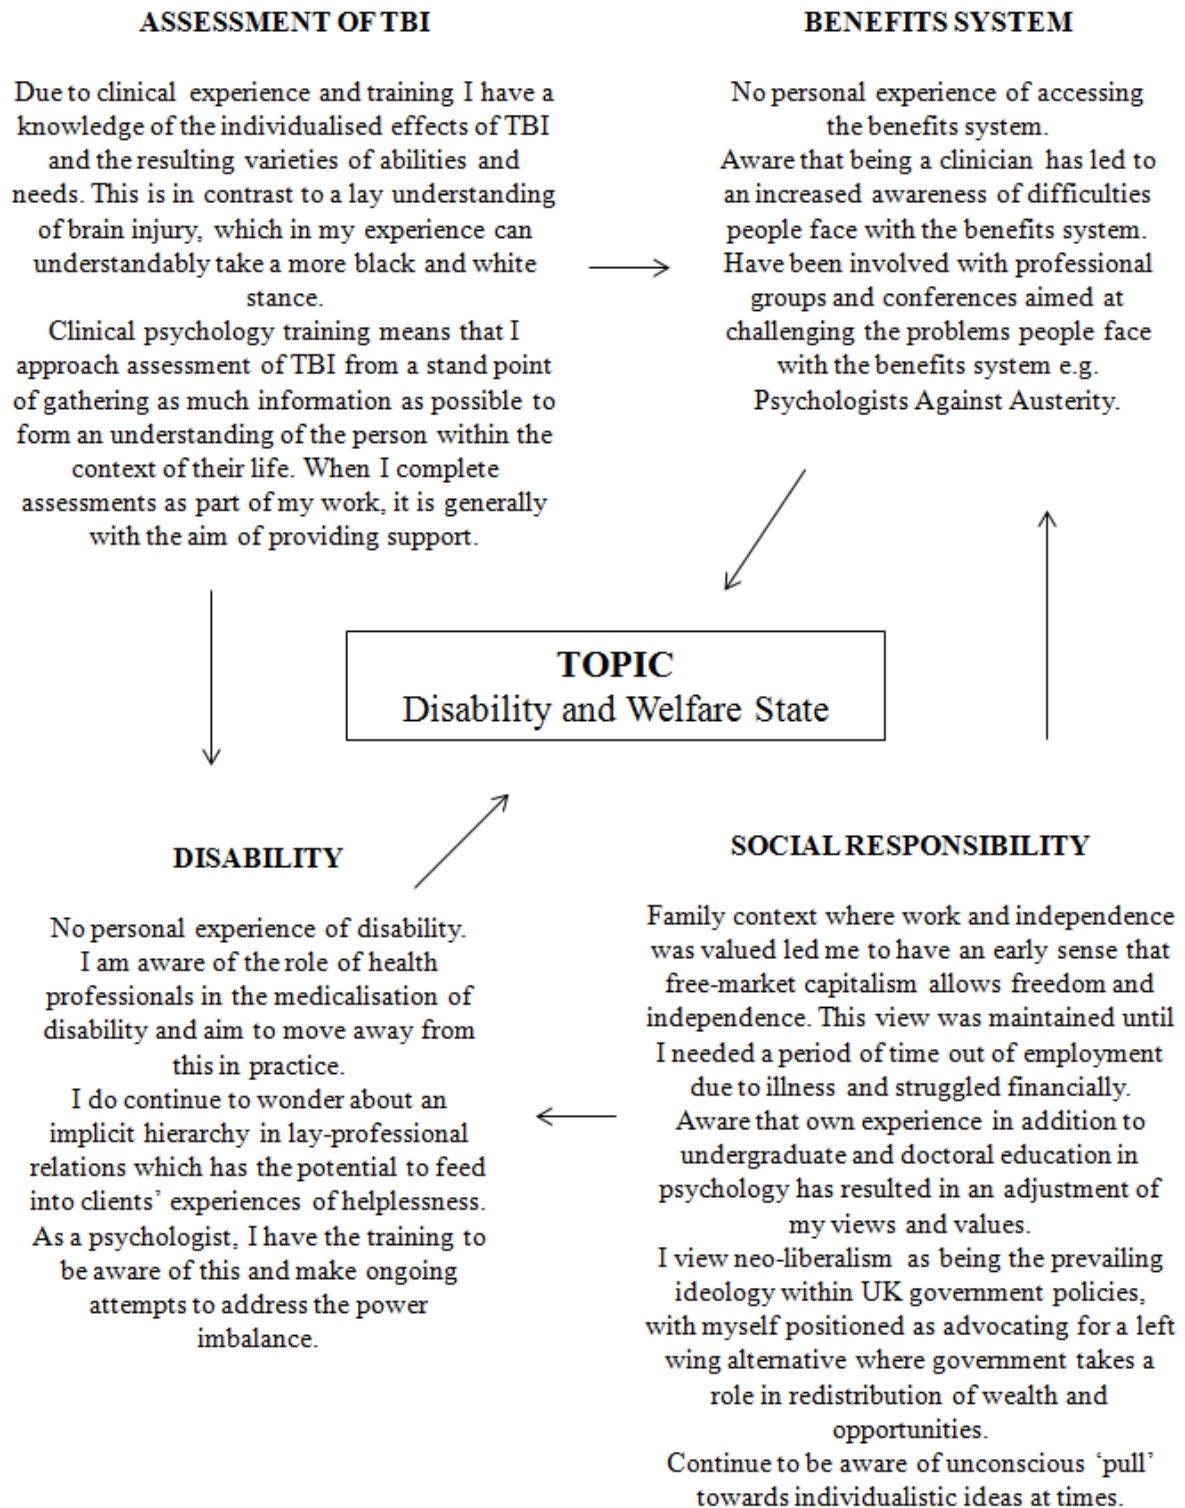 ASSESSMENT OF TBI
Due to clinical experience and training I have a
knowledge of the individualised effects of TBI
and the resulting varieties of abilities and
needs. This is in contrast to a lay understanding
of brain injury, which in my experience can
understandably take a more black and white
stance.
Clinical psychology training means that I
approach assessment of TBI from a stand point
of gathering as much information as possible to
form an understanding of the person within the
context of their life. When I complete
assessments as part of my work, it is generally
with the aim of providing support.
BENEFITS SYSTEM
No personal experience of accessing
the benefits system.
Aware that being a clinician has led to
an increased awareness of difficulties
people face with the benefits system.
Have been involved with professional
groups and conferences aimed at
challenging the problems people face
with the benefits system e.g.
Psychologists Against Austerity.
TOPIC
Disability and Welfare State
DISABILITY
No personal experience of disability.
I am aware of the role of health
professionals in the medicalisation of
disability and aim to move away from
this in practice.
I do continue to wonder about an
implicit hierarchy in lay-professional
relations which has the potential to feed
into clients' experiences of helplessness.
As a psychologist, I have the training to
be aware of this and make ongoing
attempts to address the power
imbalance.
SOCIAL RESPONSIBILITY
Family context where work and independence
was valued led me to have an early sense that
free-market capitalism allows freedom and
independence. This view was maintained until
I needed a period of time out of employment
due to illness and struggled financially.
Aware that own experience in addition to
undergraduate and doctoral education in
psychology has resulted in an adjustment of
my views and values.
I view neo-liberalism as being the prevailing
ideology within UK government policies,
with myself positioned as advocating for a left
wing alternative where government takes a
role in redistribution of wealth and
opportunities.
Continue to be aware of unconscious ‘pull’
towards individualistic ideas at times.